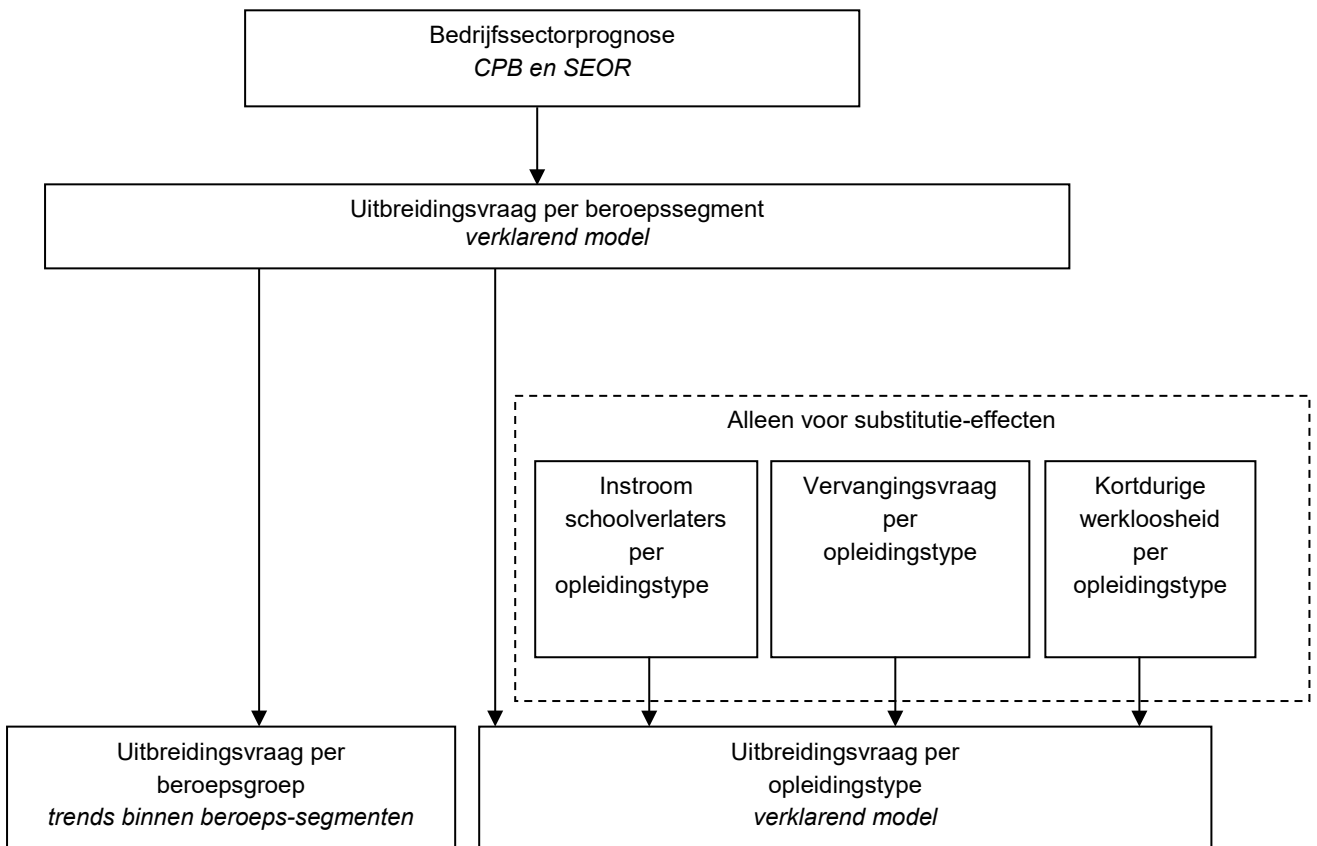 Bedrijfssectorprognose
CPB en SEOR
Uitbreidingsvraag per beroepssegment
verklarend model
Alleen voor substitutie-effecten
Instroom
schoolverlaters
per
opleidingstype
Vervangingsvraag
per
opleidingstype
Kortdurige
werkloosheid
per
opleidingstype
Uitbreidingsvraag per
beroepsgroep
trends binnen beroeps-segmenten
Uitbreidingsvraag per
opleidingstype
verklarend model